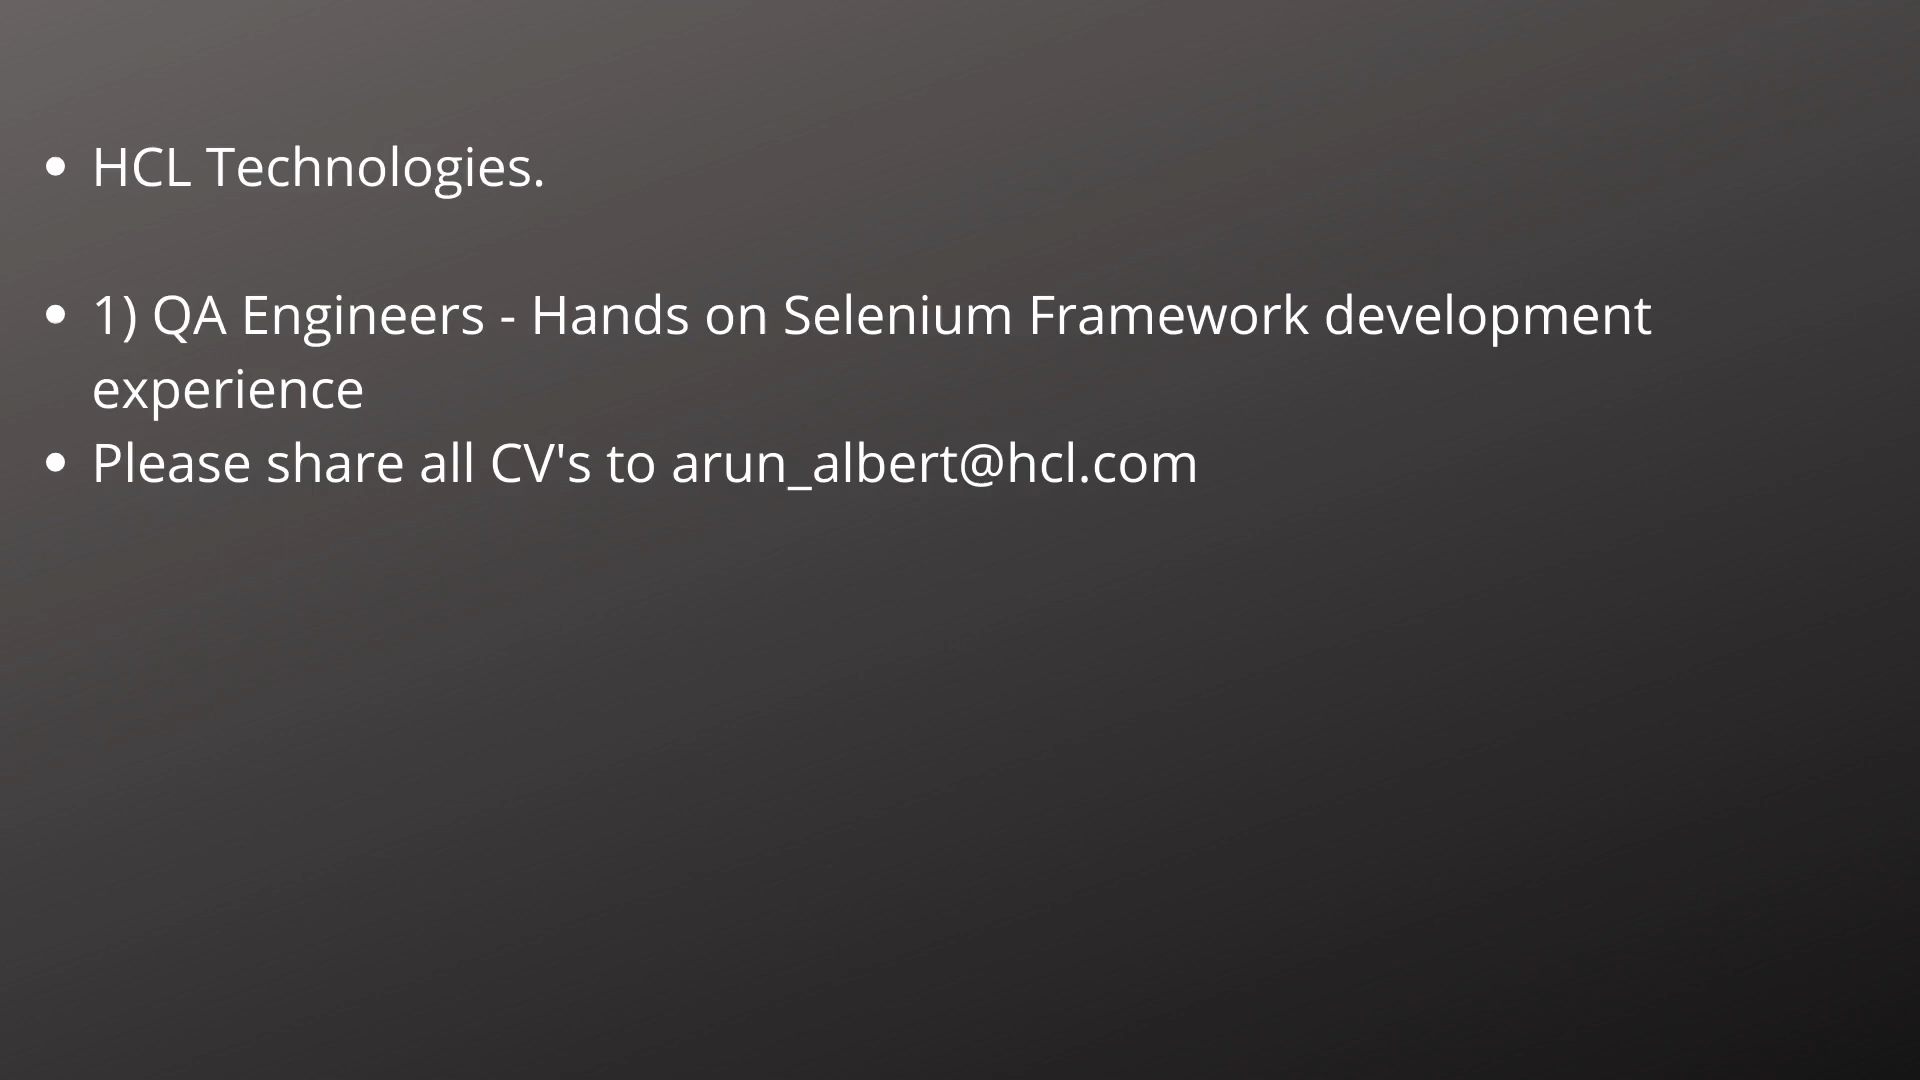 • HCL Technologies.
• 1) QA Engineers - Hands on Selenium Framework development
experience
• Please share all CV's to arun_albert@hcl.com